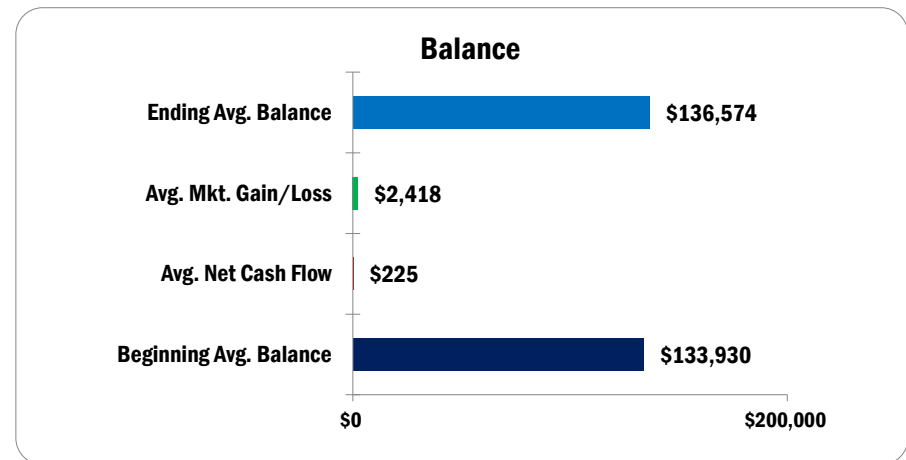 Balance
Ending Avg. Balance $136,574
Avg. Mkt. Gain/Loss $2,418
Avg. Net Cash Flow $225
Beginning Avg. Balance $133,930
$0 $200,000